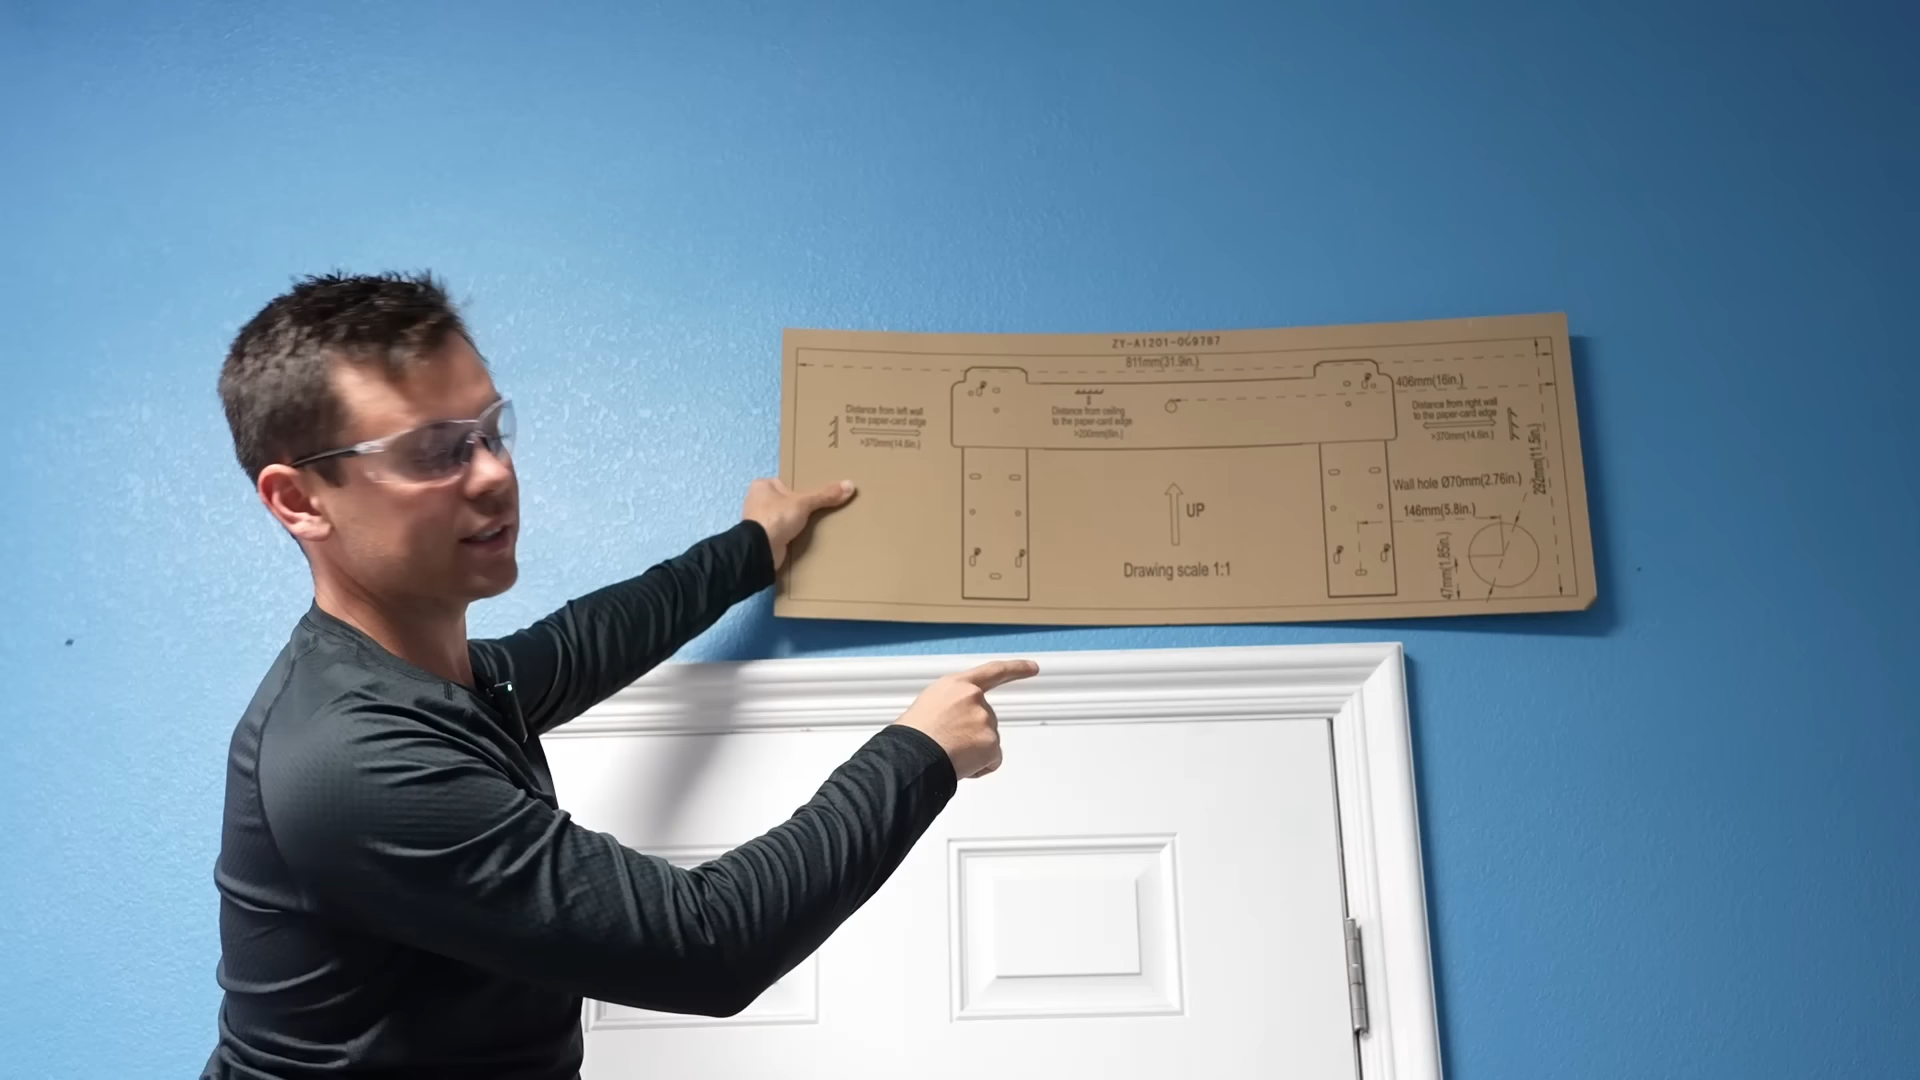 ZY-A1201-009787
811mm(31.9in.)
406mm(16in.)
Distance from left wall
to the paper-card edge
>370mm(14.6in.)
Distance from ceiling
to the paper-card edge
>200mm(8in.)
Distance from right wall
to the paper-card edge
>370mm(14.6in.)
292mm(11.5in.)
Wall hole Ø70mm(2.76in.)
146mm(5.8in.)
UP
47mm(1.85in.)
Drawing scale 1:1